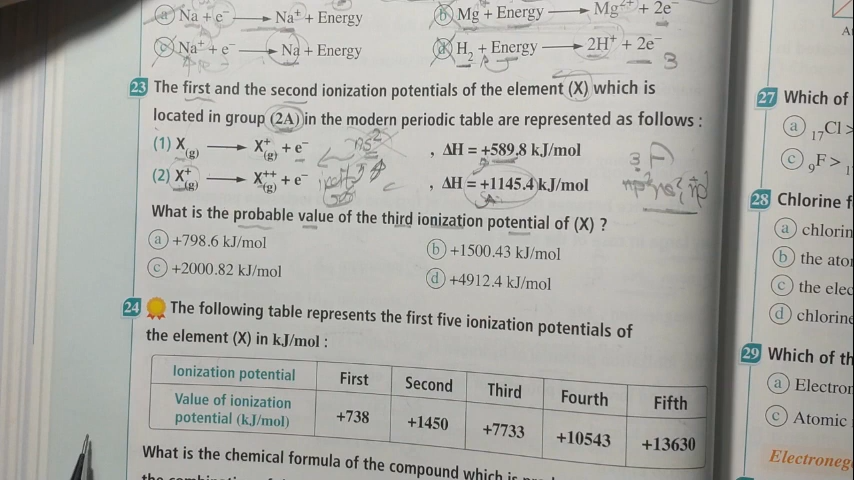 ⓐ Na + e⁻ ⟶ Na⁺ + Energy
ⓑ Mg + Energy ⟶ Mg²⁺ + 2e⁻
ⓒ Na⁺ + e⁻ ⟶ Na + Energy
ⓓ H₂ + Energy ⟶ 2H⁺ + 2e⁻
3
23 The first and the second ionization potentials of the element (X) which is
located in group (2A) in the modern periodic table are represented as follows :
(1) X(g) ⟶ X⁺(g) + e⁻ , ΔH = +589.8 kJ/mol
ns²
(2) X⁺(g) ⟶ X⁺⁺(g) + e⁻ , ΔH = +1145.4 kJ/mol
What is the probable value of the third ionization potential of (X) ?
ⓐ +798.6 kJ/mol
ⓑ +1500.43 kJ/mol
ⓒ +2000.82 kJ/mol
ⓓ +4912.4 kJ/mol
24 The following table represents the first five ionization potentials of
the element (X) in kJ/mol :
Ionization potential First Second Third Fourth Fifth
Value of ionization
potential (kJ/mol) +738 +1450 +7733 +10543 +13630
What is the chemical formula of the compound which is
27 Which of
ⓐ ₁₇Cl >
ⓒ ₉F > ₁
28 Chlorine f
ⓐ chlorin
ⓑ the ator
ⓒ the elec
ⓓ chlorine
29 Which of th
ⓐ Electror
ⓒ Atomic
Electroneg